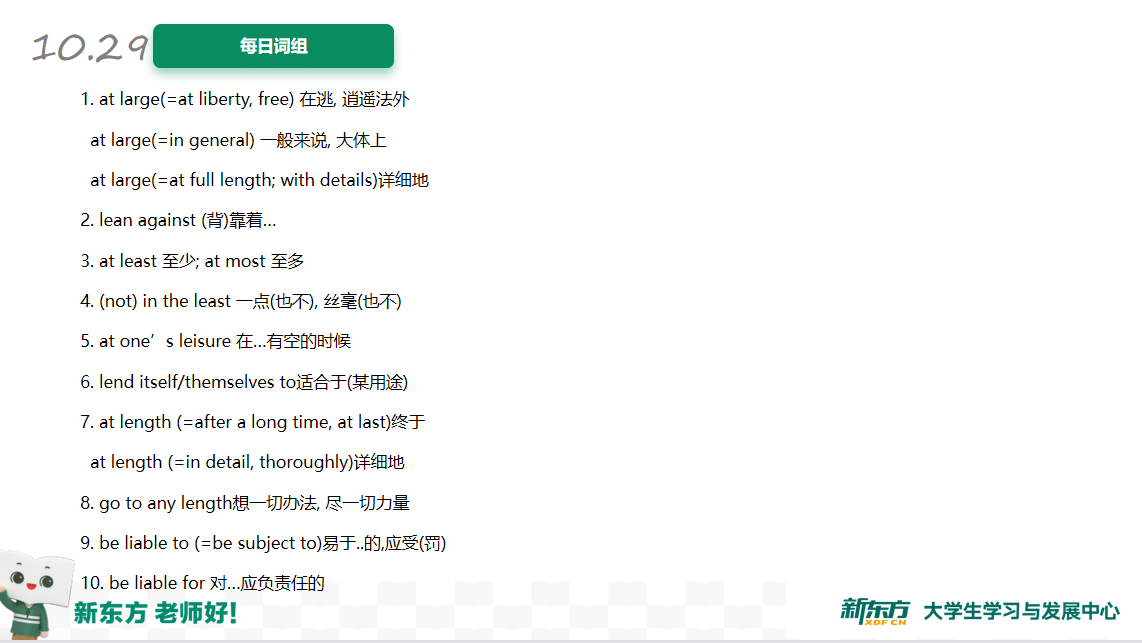 10.29
每日词组
1. at large(=at liberty, free) 在逃, 逍遥法外
at large(=in general) 一般来说, 大体上
at large(=at full length; with details)详细地
2. lean against (背)靠着…
3. at least 至少; at most 至多
4. (not) in the least 一点(也不), 丝毫(也不)
5. at one’s leisure 在…有空的时候
6. lend itself/themselves to适合于(某用途)
7. at length (=after a long time, at last)终于
at length (=in detail, thoroughly)详细地
8. go to any length想一切办法, 尽一切力量
9. be liable to (=be subject to)易于..的,应受(罚)
10. be liable for 对…应负责任的
新东方 老师好!
新东方 XDF.CN 大学生学习与发展中心